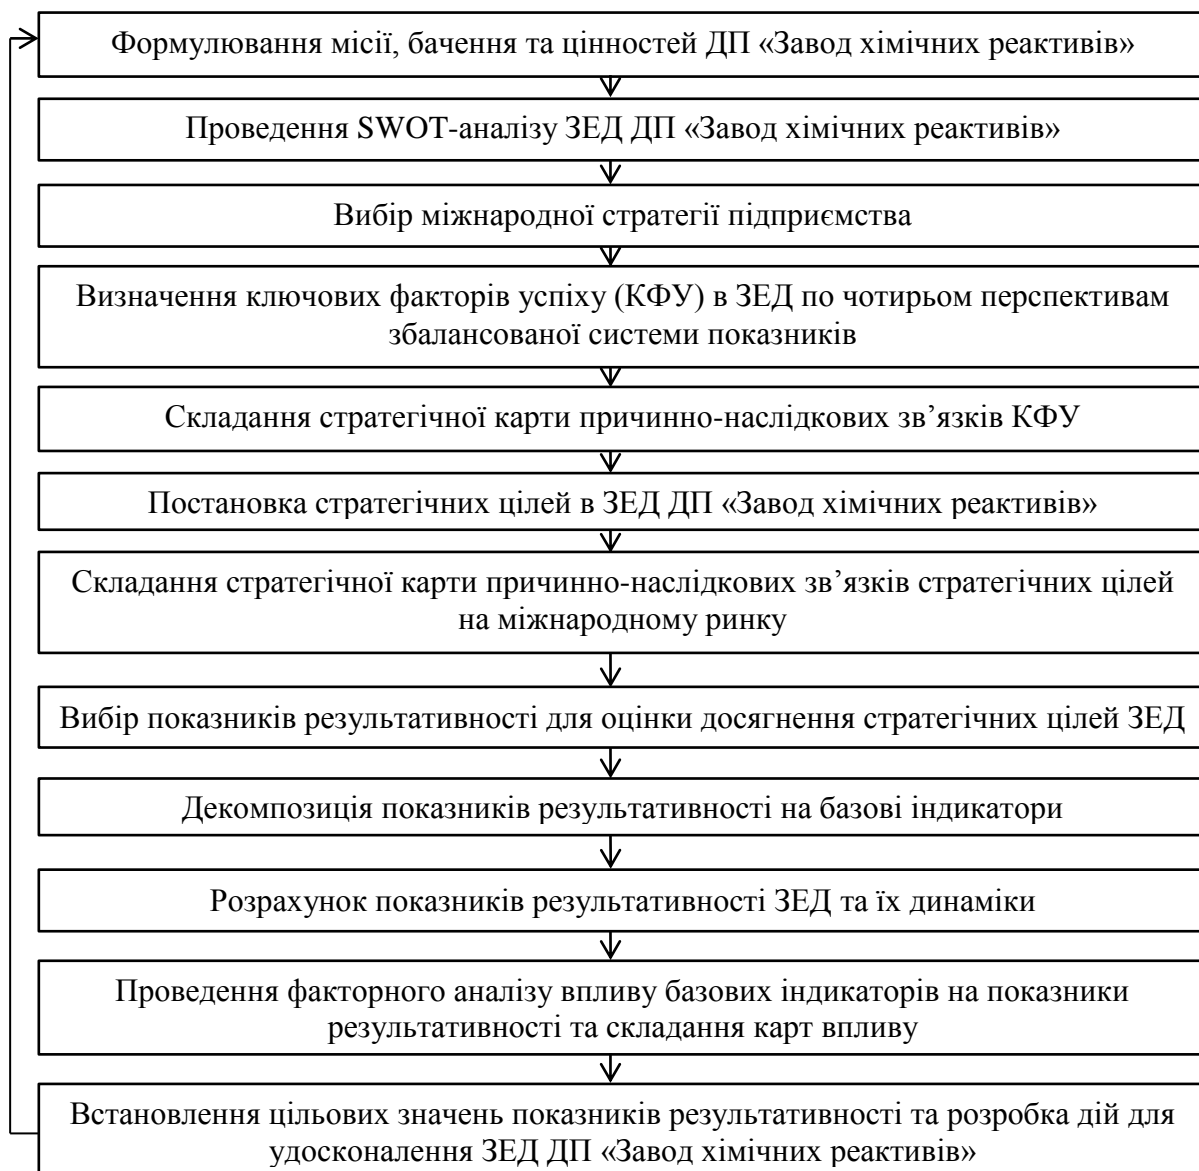 Формулювання місії, бачення та цінностей ДП «Завод хімічних реактивів»
Проведення SWOT-аналізу ЗЕД ДП «Завод хімічних реактивів»
Вибір міжнародної стратегії підприємства
Визначення ключових факторів успіху (КФУ) в ЗЕД по чотирьом перспективам
збалансованої системи показників
Складання стратегічної карти причинно-наслідкових зв’язків КФУ
Постановка стратегічних цілей в ЗЕД ДП «Завод хімічних реактивів»
Складання стратегічної карти причинно-наслідкових зв’язків стратегічних цілей
на міжнародному ринку
Вибір показників результативності для оцінки досягнення стратегічних цілей ЗЕД
Декомпозиція показників результативності на базові індикатори
Розрахунок показників результативності ЗЕД та їх динаміки
Проведення факторного аналізу впливу базових індикаторів на показники
результативності та складання карт впливу
Встановлення цільових значень показників результативності та розробка дій для
удосконалення ЗЕД ДП «Завод хімічних реактивів»